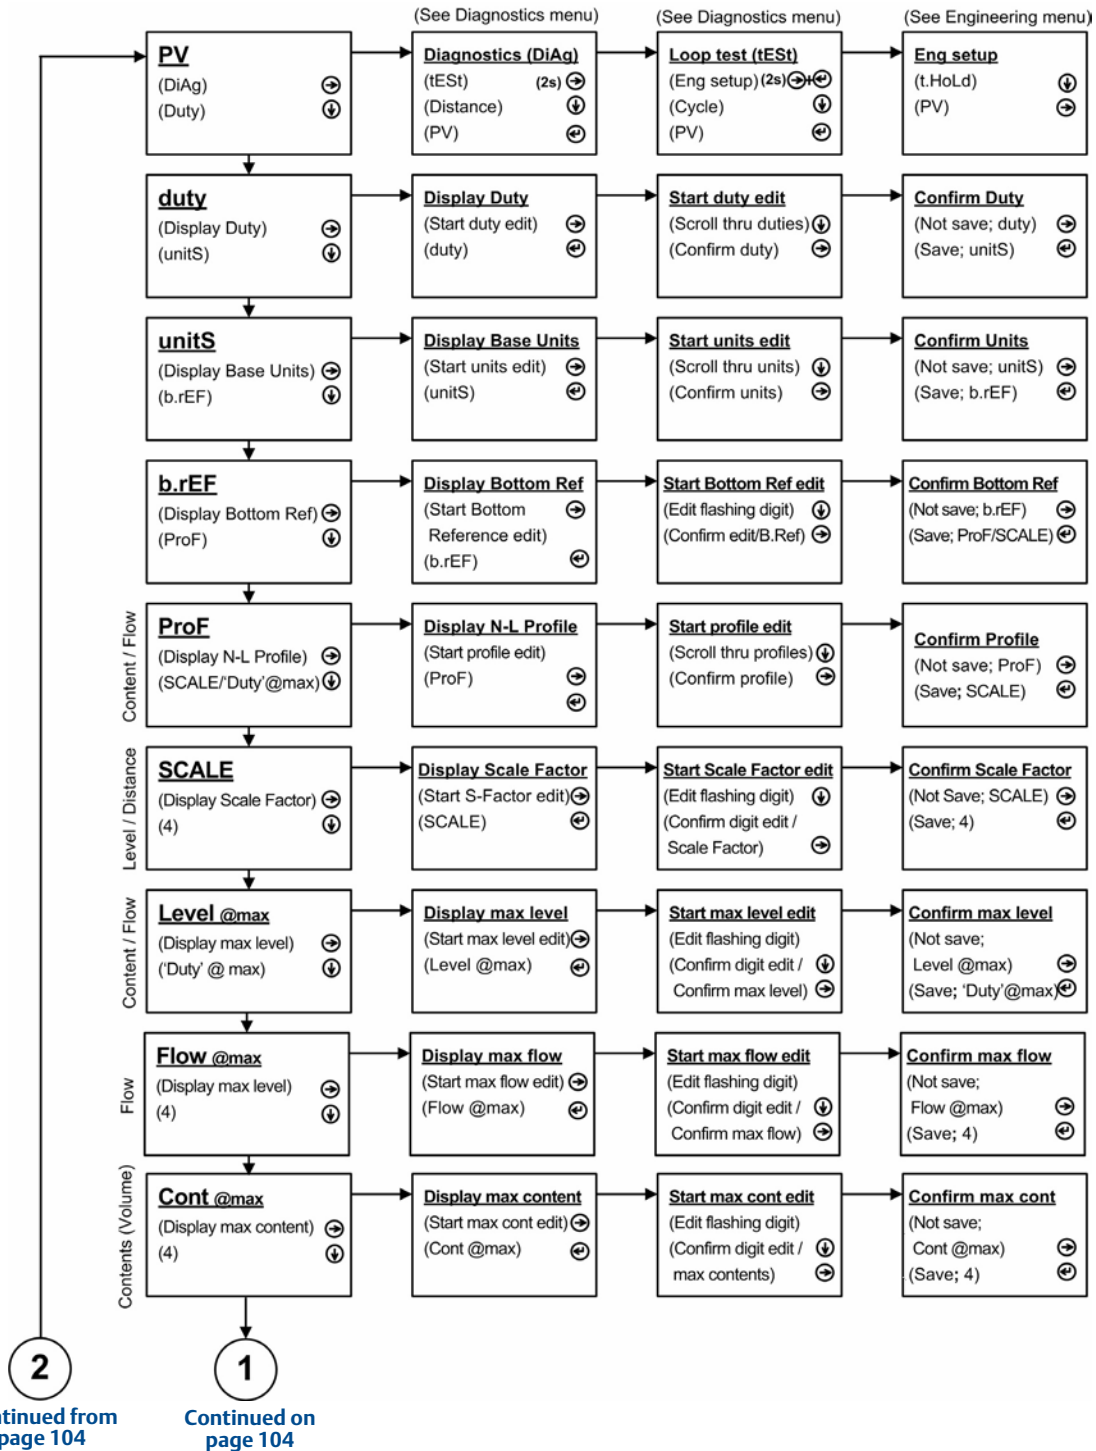 (See Diagnostics menu)
(See Diagnostics menu)
(See Engineering menu)
PV
(DiAg)
(Duty)
Diagnostics (DiAg)
(tESt) (2s)
(Distance)
(PV)
Loop test (tESt)
(Eng setup) (2s) +
(Cycle)
(PV)
Eng setup
(t.HoLd)
(PV)
duty
(Display Duty)
(unitS)
Display Duty
(Start duty edit)
(duty)
Start duty edit
(Scroll thru duties)
(Confirm duty)
Confirm Duty
(Not save; duty)
(Save; unitS)
unitS
(Display Base Units)
(b.rEF)
Display Base Units
(Start units edit)
(unitS)
Start units edit
(Scroll thru units)
(Confirm units)
Confirm Units
(Not save; unitS)
(Save; b.rEF)
b.rEF
(Display Bottom Ref)
(ProF)
Display Bottom Ref
(Start Bottom
Reference edit)
(b.rEF)
Start Bottom Ref edit
(Edit flashing digit)
(Confirm edit/B.Ref)
Confirm Bottom Ref
(Not save; b.rEF)
(Save; ProF/SCALE)
Content / Flow
ProF
(Display N-L Profile)
(SCALE/'Duty'@max)
Display N-L Profile
(Start profile edit)
(ProF)
Start profile edit
(Scroll thru profiles)
(Confirm profile)
Confirm Profile
(Not save; ProF)
(Save; SCALE)
Level / Distance
SCALE
(Display Scale Factor)
(4)
Display Scale Factor
(Start S-Factor edit)
(SCALE)
Start Scale Factor edit
(Edit flashing digit)
(Confirm digit edit /
Scale Factor)
Confirm Scale Factor
(Not Save; SCALE)
(Save; 4)
Content / Flow
Level @max
(Display max level)
('Duty' @ max)
Display max level
(Start max level edit)
(Level @max)
Start max level edit
(Edit flashing digit)
(Confirm digit edit /
Confirm max level)
Confirm max level
(Not save;
Level @max)
(Save; 'Duty'@max)
Flow
Flow @max
(Display max level)
(4)
Display max flow
(Start max flow edit)
(Flow @max)
Start max flow edit
(Edit flashing digit)
(Confirm digit edit /
Confirm max flow)
Confirm max flow
(Not save;
Flow @max)
(Save; 4)
Contents (Volume)
Cont @max
(Display max content)
(4)
Display max content
(Start max cont edit)
(Cont @max)
Start max cont edit
(Edit flashing digit)
(Confirm digit edit /
max contents)
Confirm max cont
(Not save;
Cont @max)
(Save; 4)
2
1
ntinued from
page 104
Continued on
page 104